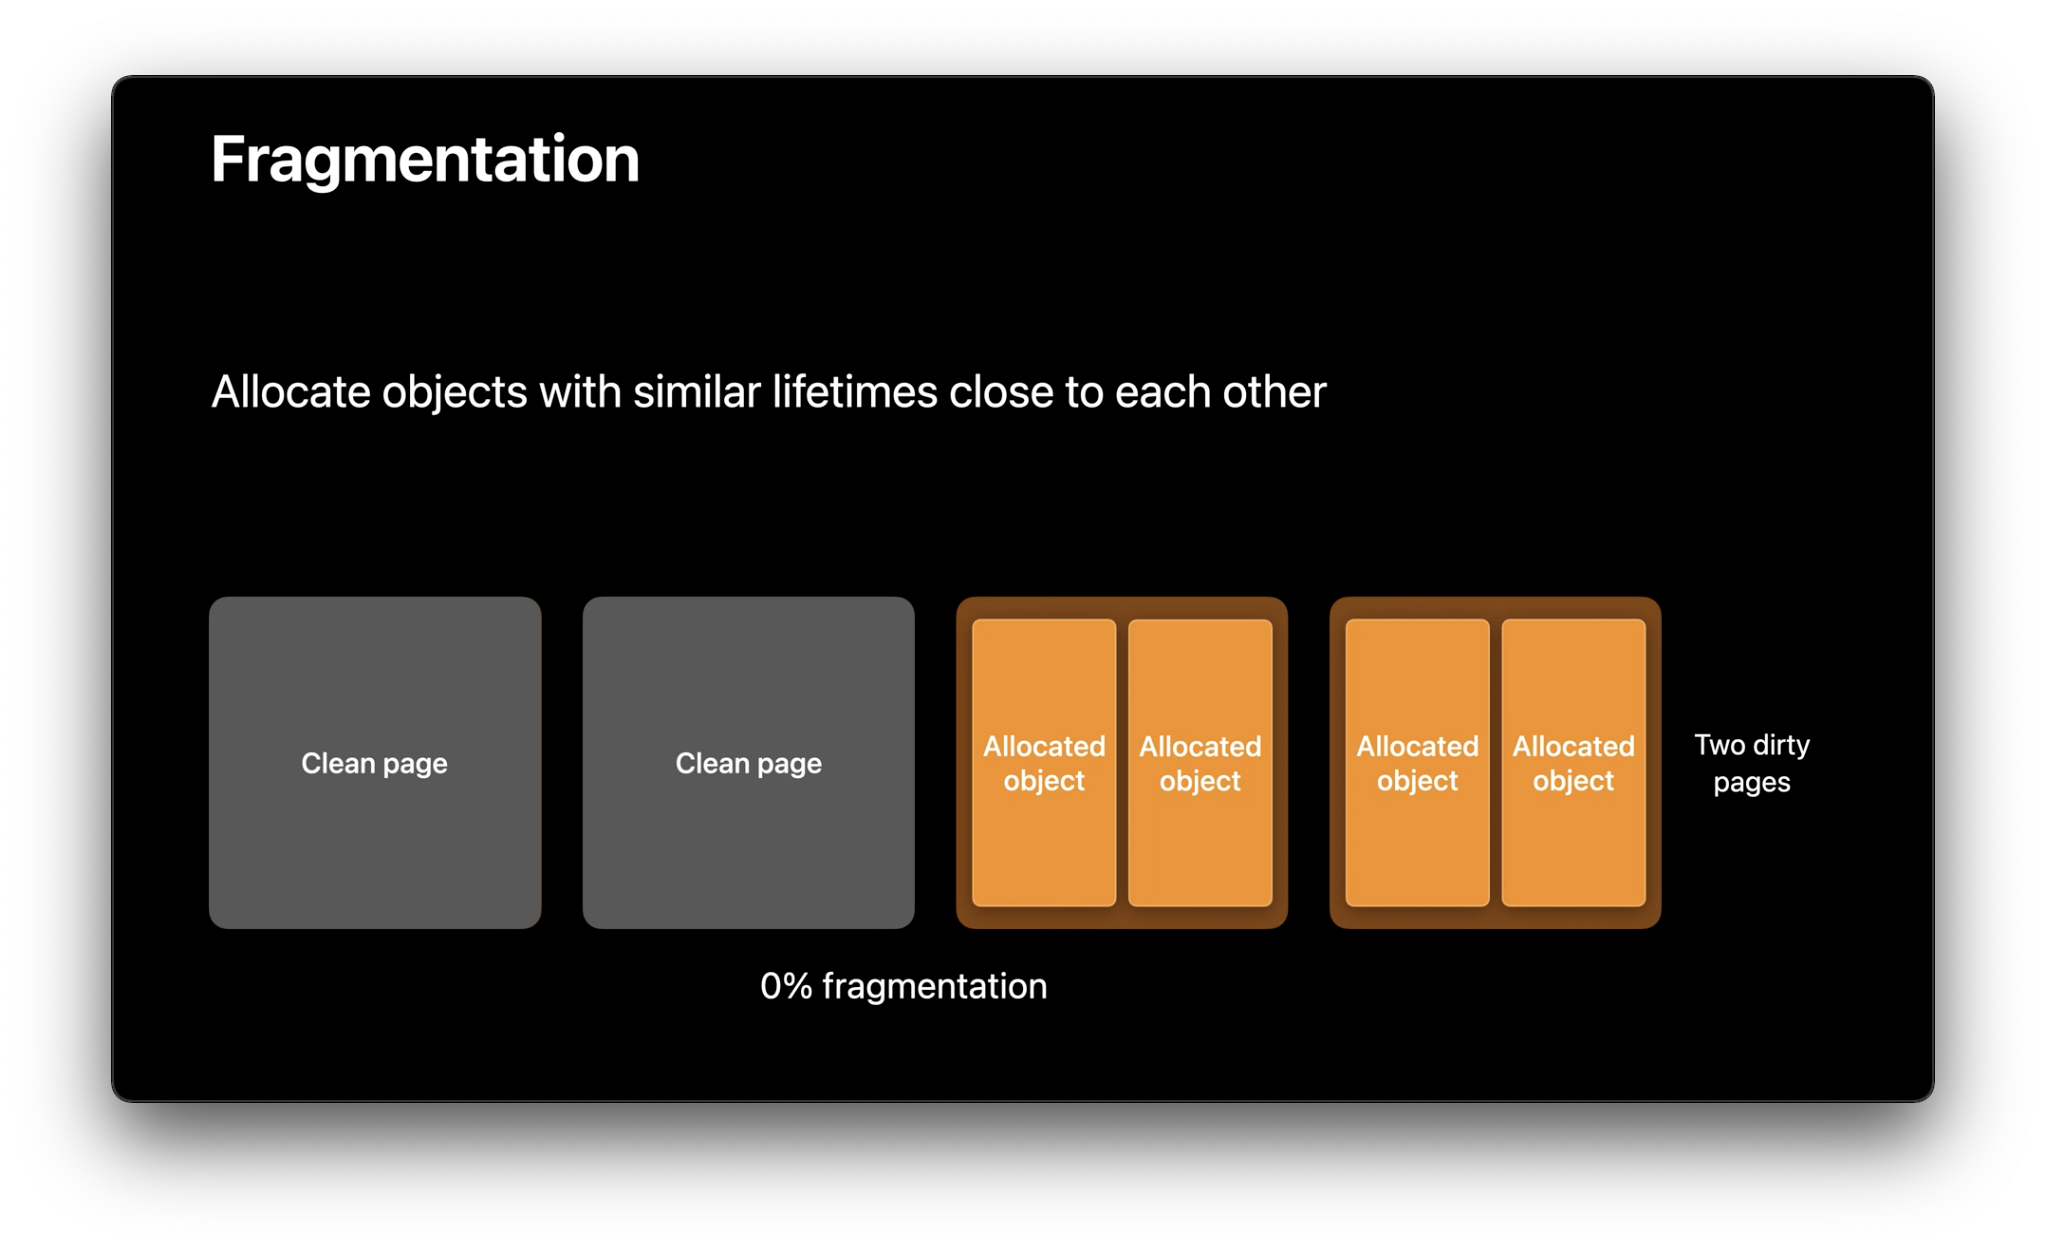 Fragmentation
Allocate objects with similar lifetimes close to each other
Clean page
Clean page
Allocated
object
Allocated
object
Allocated
object
Allocated
object
Two dirty
pages
0% fragmentation